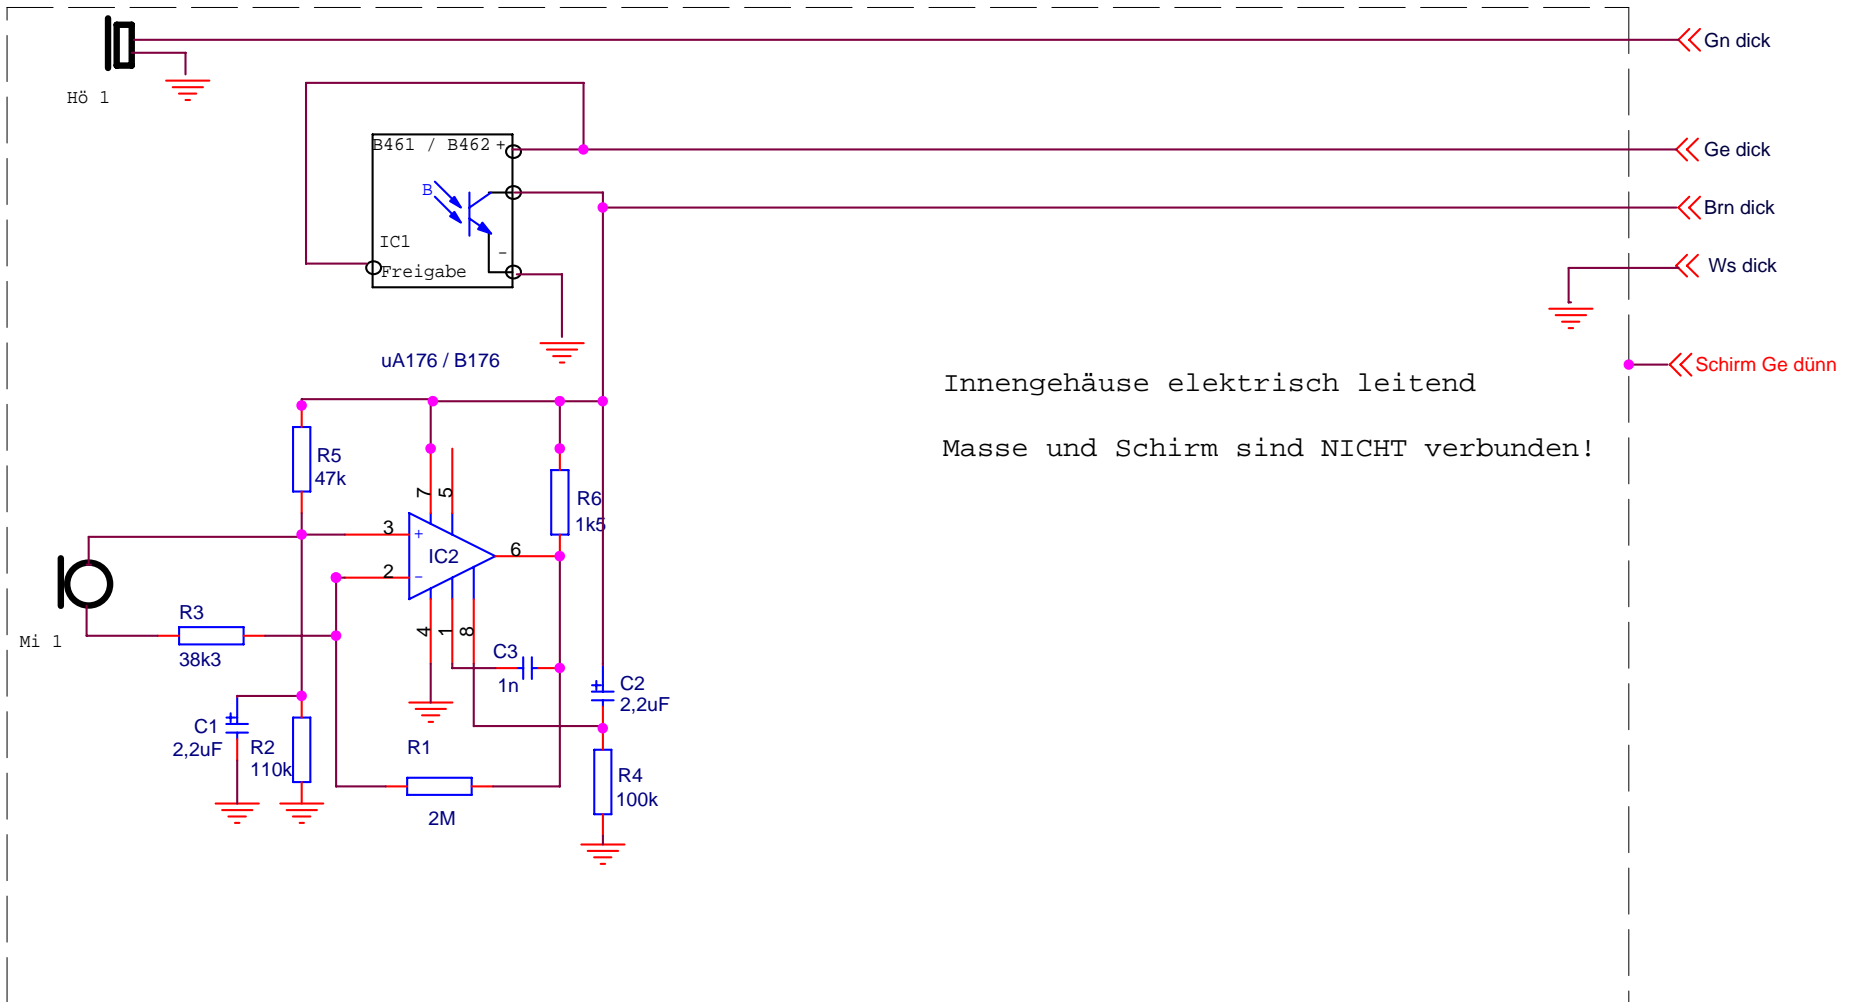 Gn dick
Hö 1
B461 / B462 +
Ge dick
B
Brn dick
IC1
-
Freigabe
Ws dick
uA176 / B176
Schirm Ge dünn
Innengehäuse elektrisch leitend
Masse und Schirm sind NICHT verbunden!
R5
47k
7
5
R6
1k5
3
+
IC2
6
2
-
R3
38k3
Mi 1
4
1
8
C3
1n
+
C2
2,2uF
+
C1
2,2uF
R2
110k
R1
2M
R4
100k